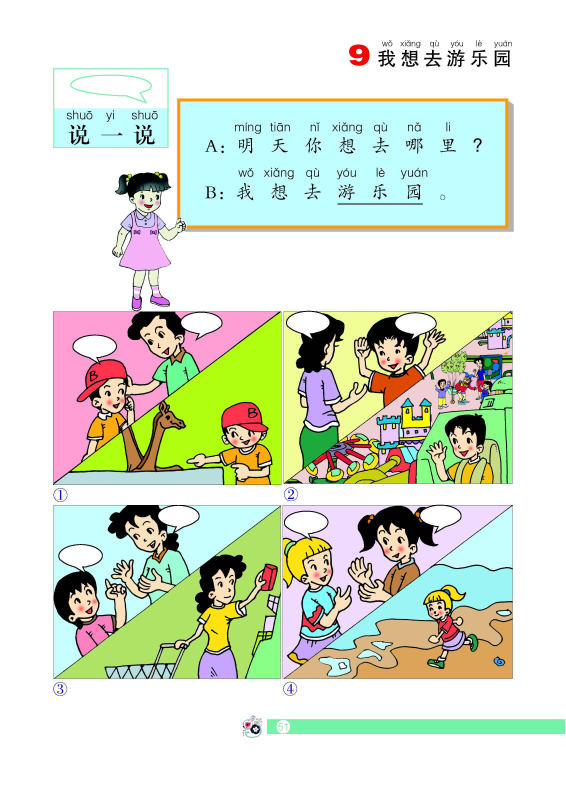 wǒ xiǎng qù yóu lè yuán
9 我想去游乐园
shuō yi shuō
说一说
míng tiān nǐ xiǎng qù nǎ li
A：明天你想去哪里？
wǒ xiǎng qù yóu lè yuán
B：我想去游乐园。
B
B
①
②
③
④
51